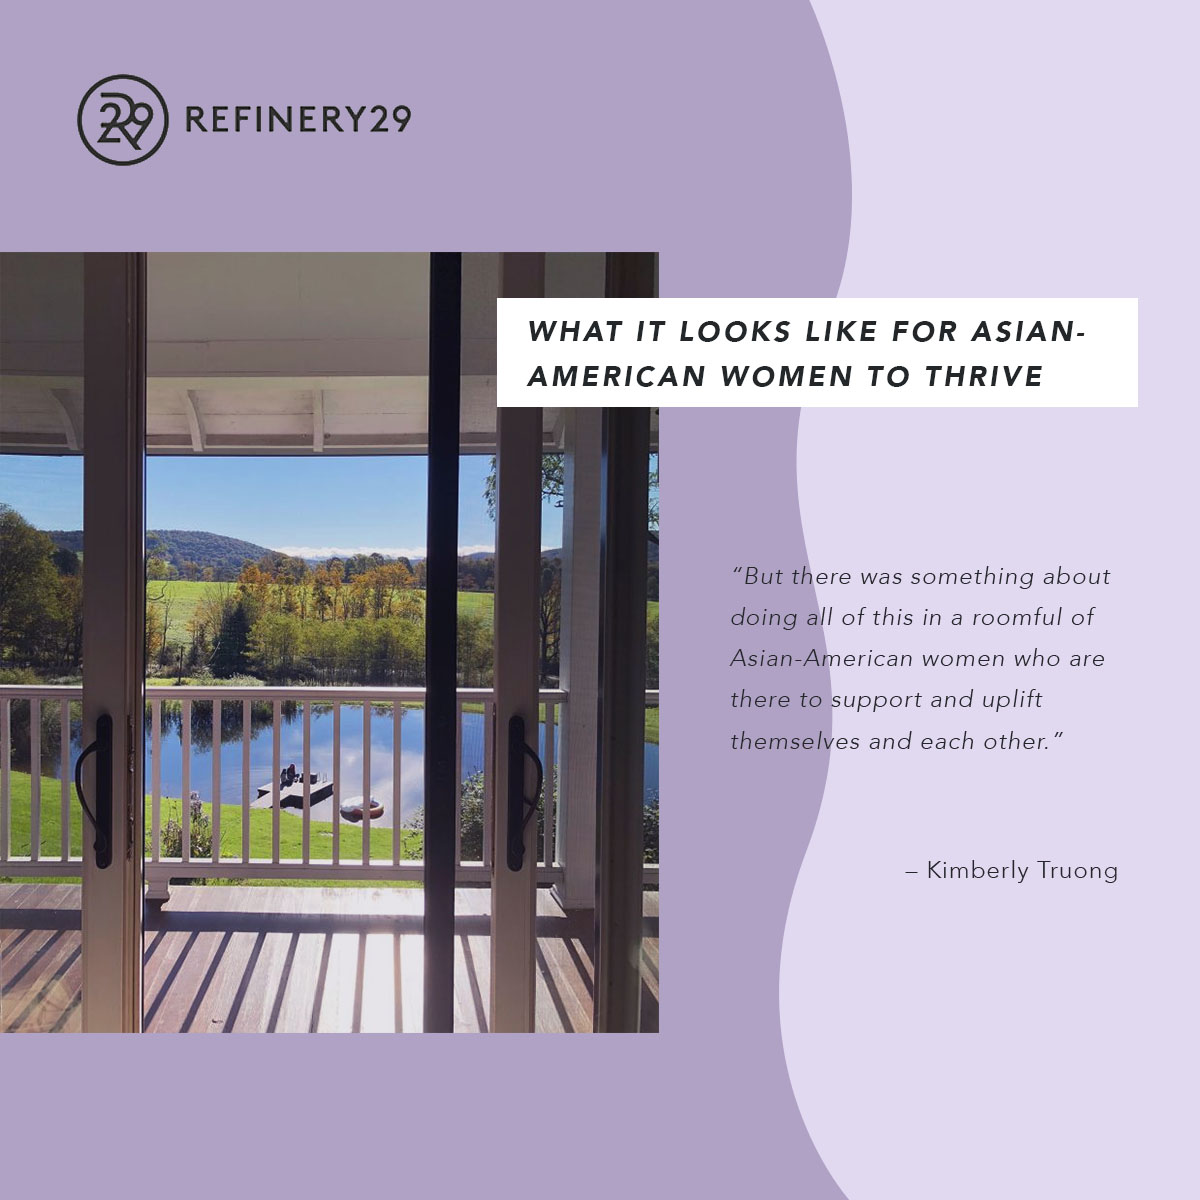 R29 REFINERY29
WHAT IT LOOKS LIKE FOR ASIAN-
AMERICAN WOMEN TO THRIVE
“But there was something about
doing all of this in a roomful of
Asian-American women who are
there to support and uplift
themselves and each other.”
– Kimberly Truong